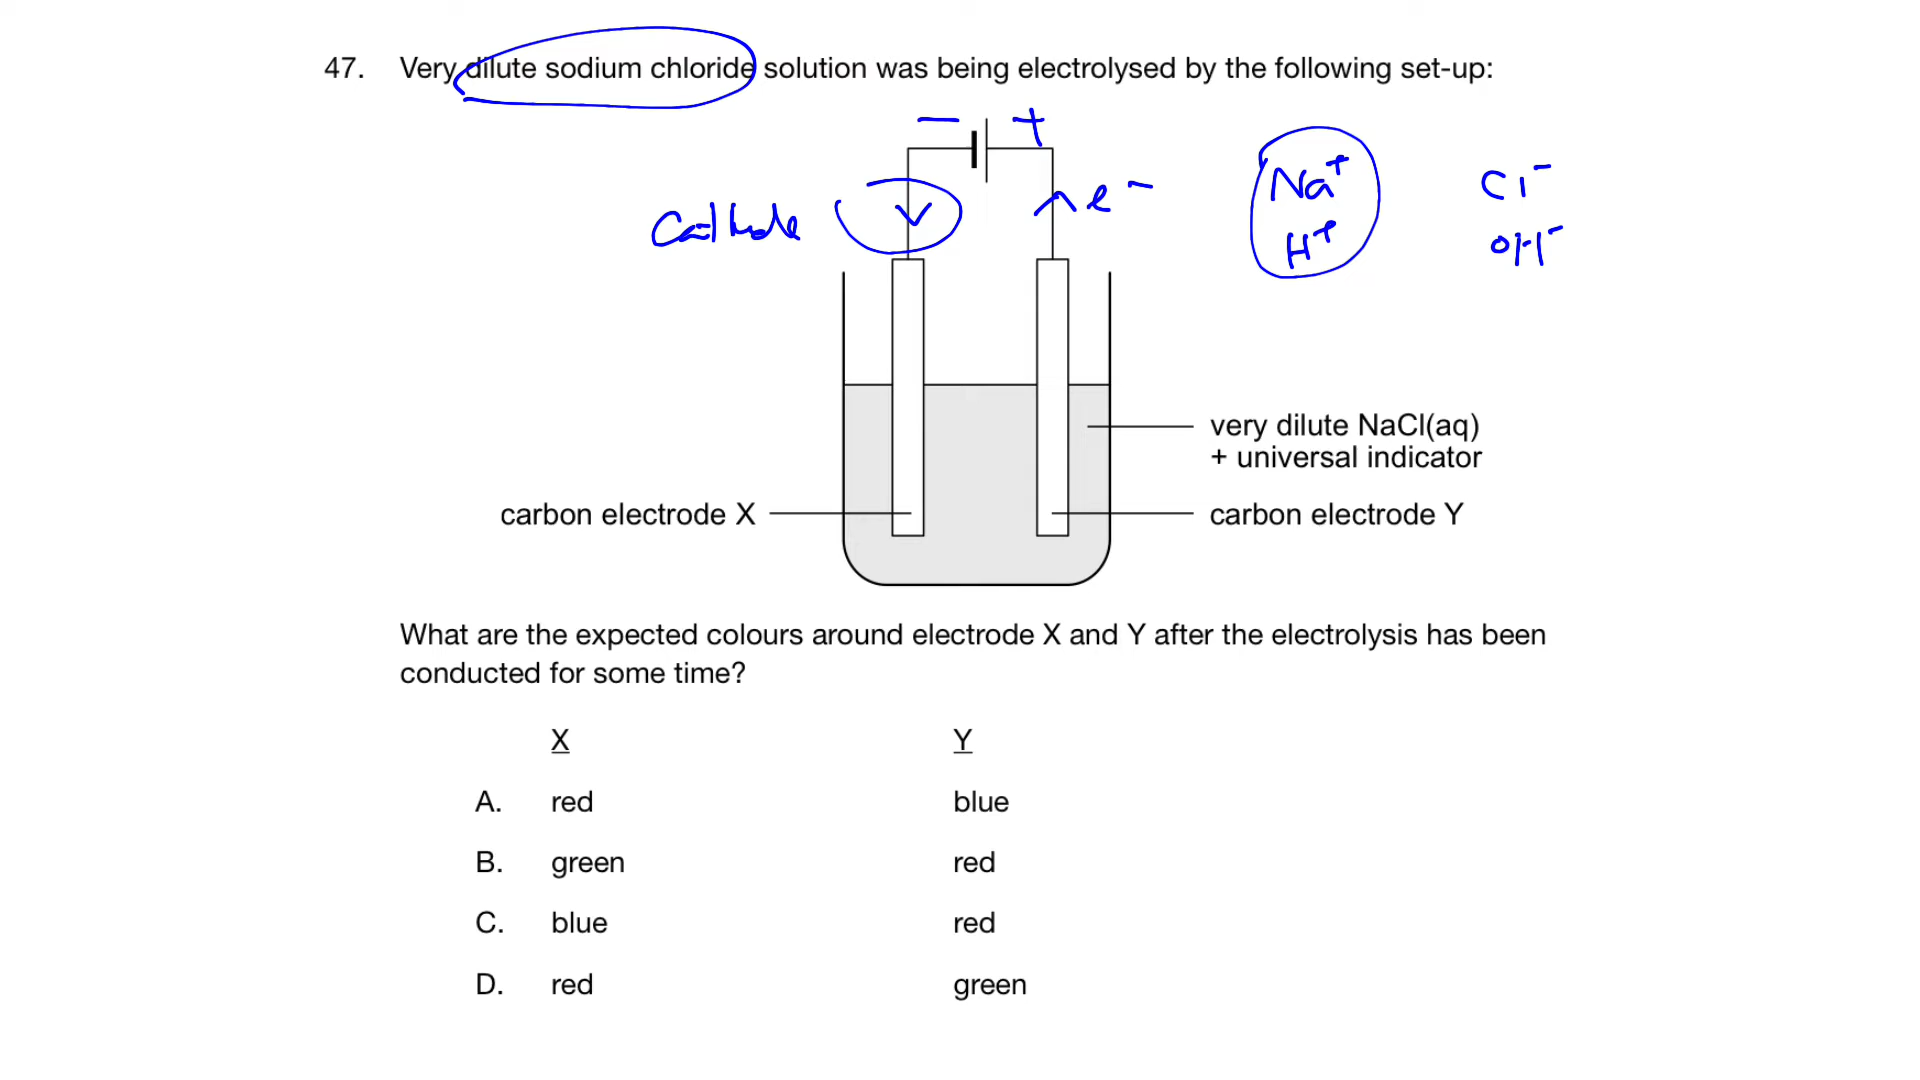 47. Very dilute sodium chloride solution was being electrolysed by the following set-up:
− +
Na⁺ Cl⁻
Cathode e⁻
H⁺ OH⁻
very dilute NaCl(aq)
+ universal indicator
carbon electrode X carbon electrode Y
What are the expected colours around electrode X and Y after the electrolysis has been
conducted for some time?
X Y
A. red blue
B. green red
C. blue red
D. red green